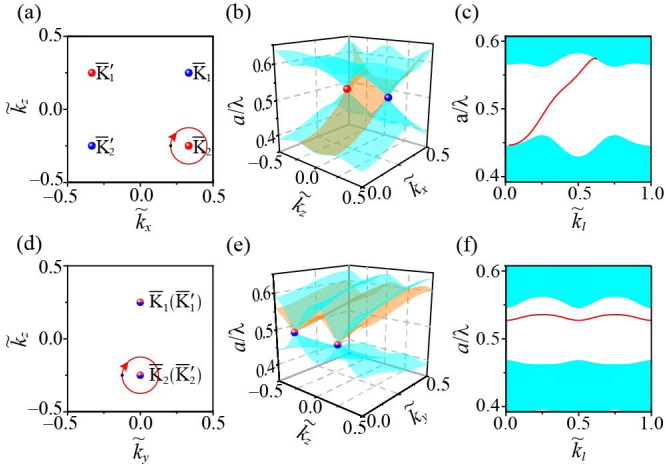 (a)
0.5
0.0
−0.5
k̃z
K̄′1
K̄1
K̄′2
K̄2
−0.5
0.0
0.5
k̃x
(b)
0.6
0.5
0.4
a/λ
−0.5
0.0
0.5
k̃z
0.0
0.5
k̃x
(c)
0.6
0.5
0.4
a/λ
0.0
0.5
1.0
k̃l
(d)
0.5
0.0
−0.5
k̃z
K̄1(K̄′1)
K̄2(K̄′2)
−0.5
0.0
0.5
k̃y
(e)
0.6
0.5
0.4
a/λ
−0.5
0.0
0.5
k̃z
0.0
0.5
k̃y
(f)
0.6
0.5
0.4
a/λ
0.0
0.5
1.0
k̃l